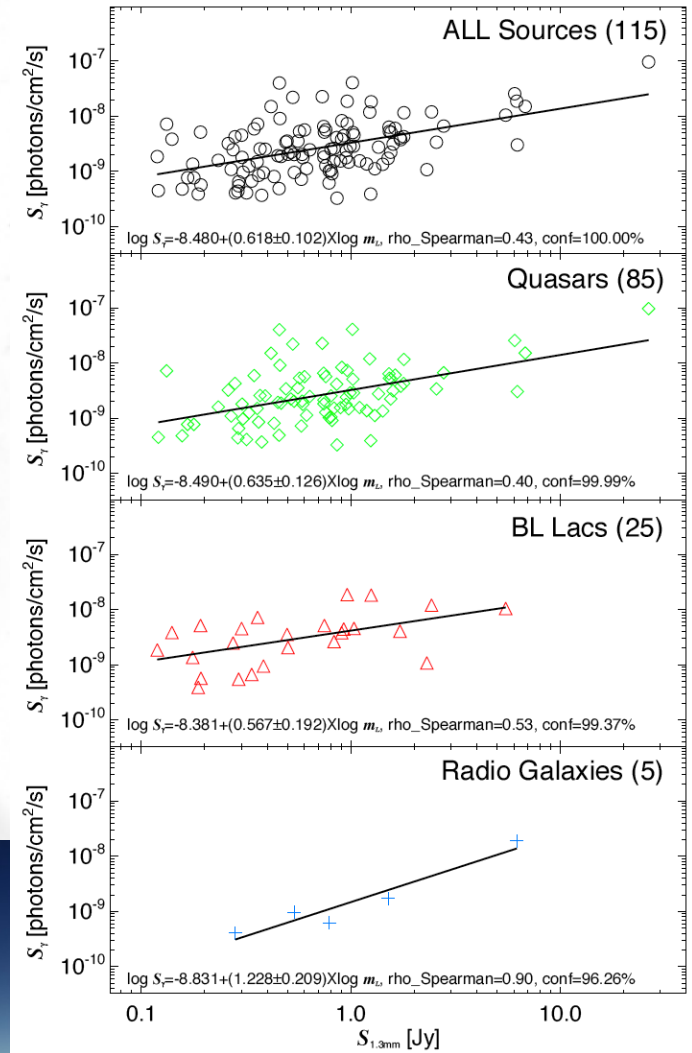 ALL Sources (115)
10⁻⁷
10⁻⁸
10⁻⁹
10⁻¹⁰
Sᵧ [photons/cm²/s]
log Sᵧ=-8.480+(0.618±0.102)Xlog m_L, rho_Spearman=0.43, conf=100.00%
Quasars (85)
10⁻⁷
10⁻⁸
10⁻⁹
10⁻¹⁰
Sᵧ [photons/cm²/s]
log Sᵧ=-8.490+(0.635±0.126)Xlog m_L, rho_Spearman=0.40, conf=99.99%
BL Lacs (25)
10⁻⁷
10⁻⁸
10⁻⁹
10⁻¹⁰
Sᵧ [photons/cm²/s]
log Sᵧ=-8.381+(0.567±0.192)Xlog m_L, rho_Spearman=0.53, conf=99.37%
Radio Galaxies (5)
10⁻⁷
10⁻⁸
10⁻⁹
10⁻¹⁰
Sᵧ [photons/cm²/s]
log Sᵧ=-8.831+(1.228±0.209)Xlog m_L, rho_Spearman=0.90, conf=96.26%
0.1 1.0 10.0
S₁.₃ₘₘ [Jy]